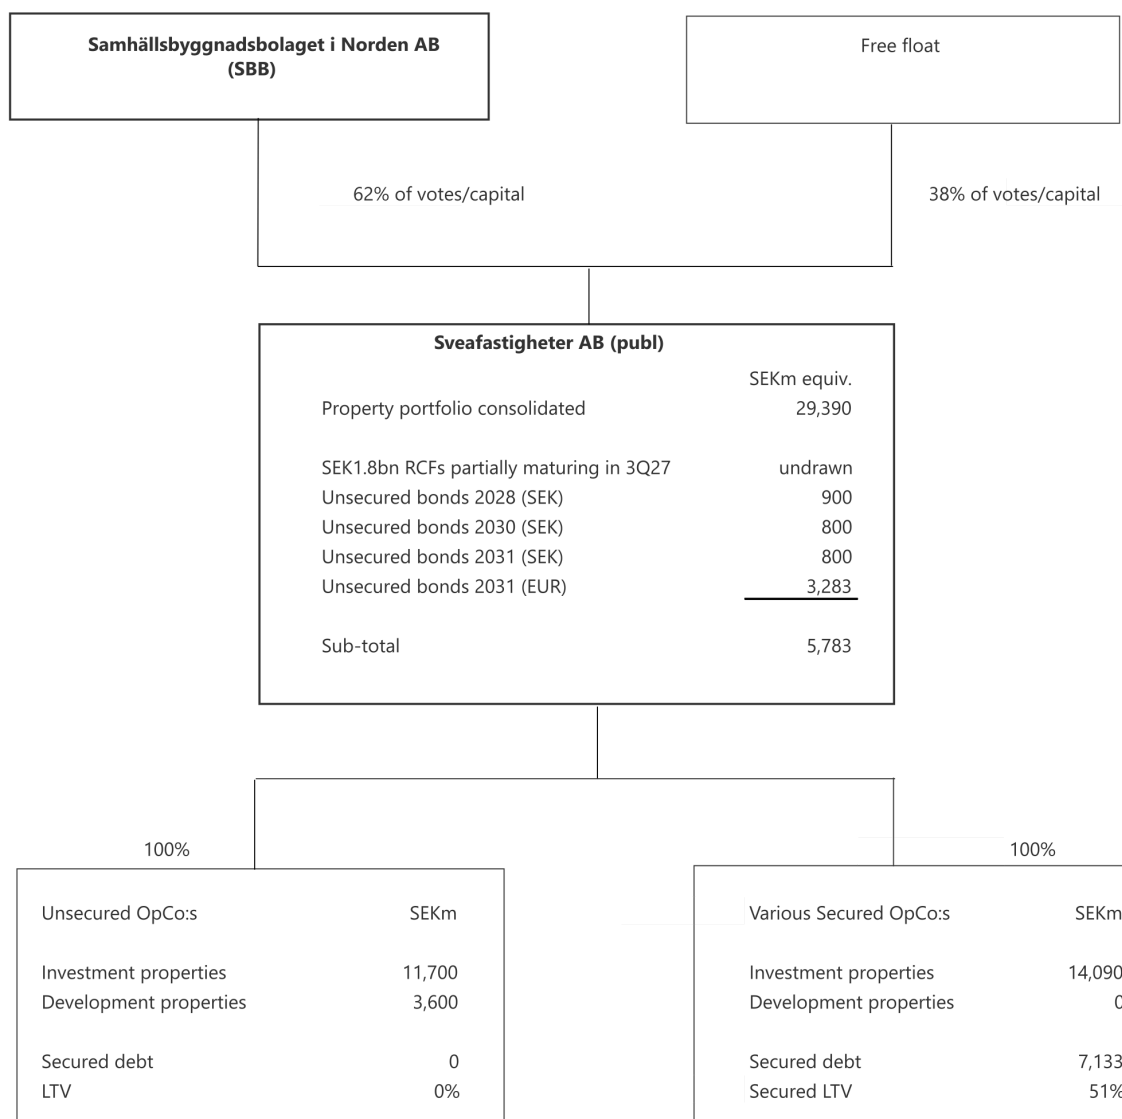 Samhällsbyggnadsbolaget i Norden AB
(SBB)
Free float
62% of votes/capital
38% of votes/capital
Sveafastigheter AB (publ)
SEKm equiv.
Property portfolio consolidated 29,390
SEK1.8bn RCFs partially maturing in 3Q27 undrawn
Unsecured bonds 2028 (SEK) 900
Unsecured bonds 2030 (SEK) 800
Unsecured bonds 2031 (SEK) 800
Unsecured bonds 2031 (EUR) 3,283
Sub-total 5,783
100%
Unsecured OpCo:s SEKm
Investment properties 11,700
Development properties 3,600
Secured debt 0
LTV 0%
100%
Various Secured OpCo:s SEKm
Investment properties 14,090
Development properties 0
Secured debt 7,133
Secured LTV 51%